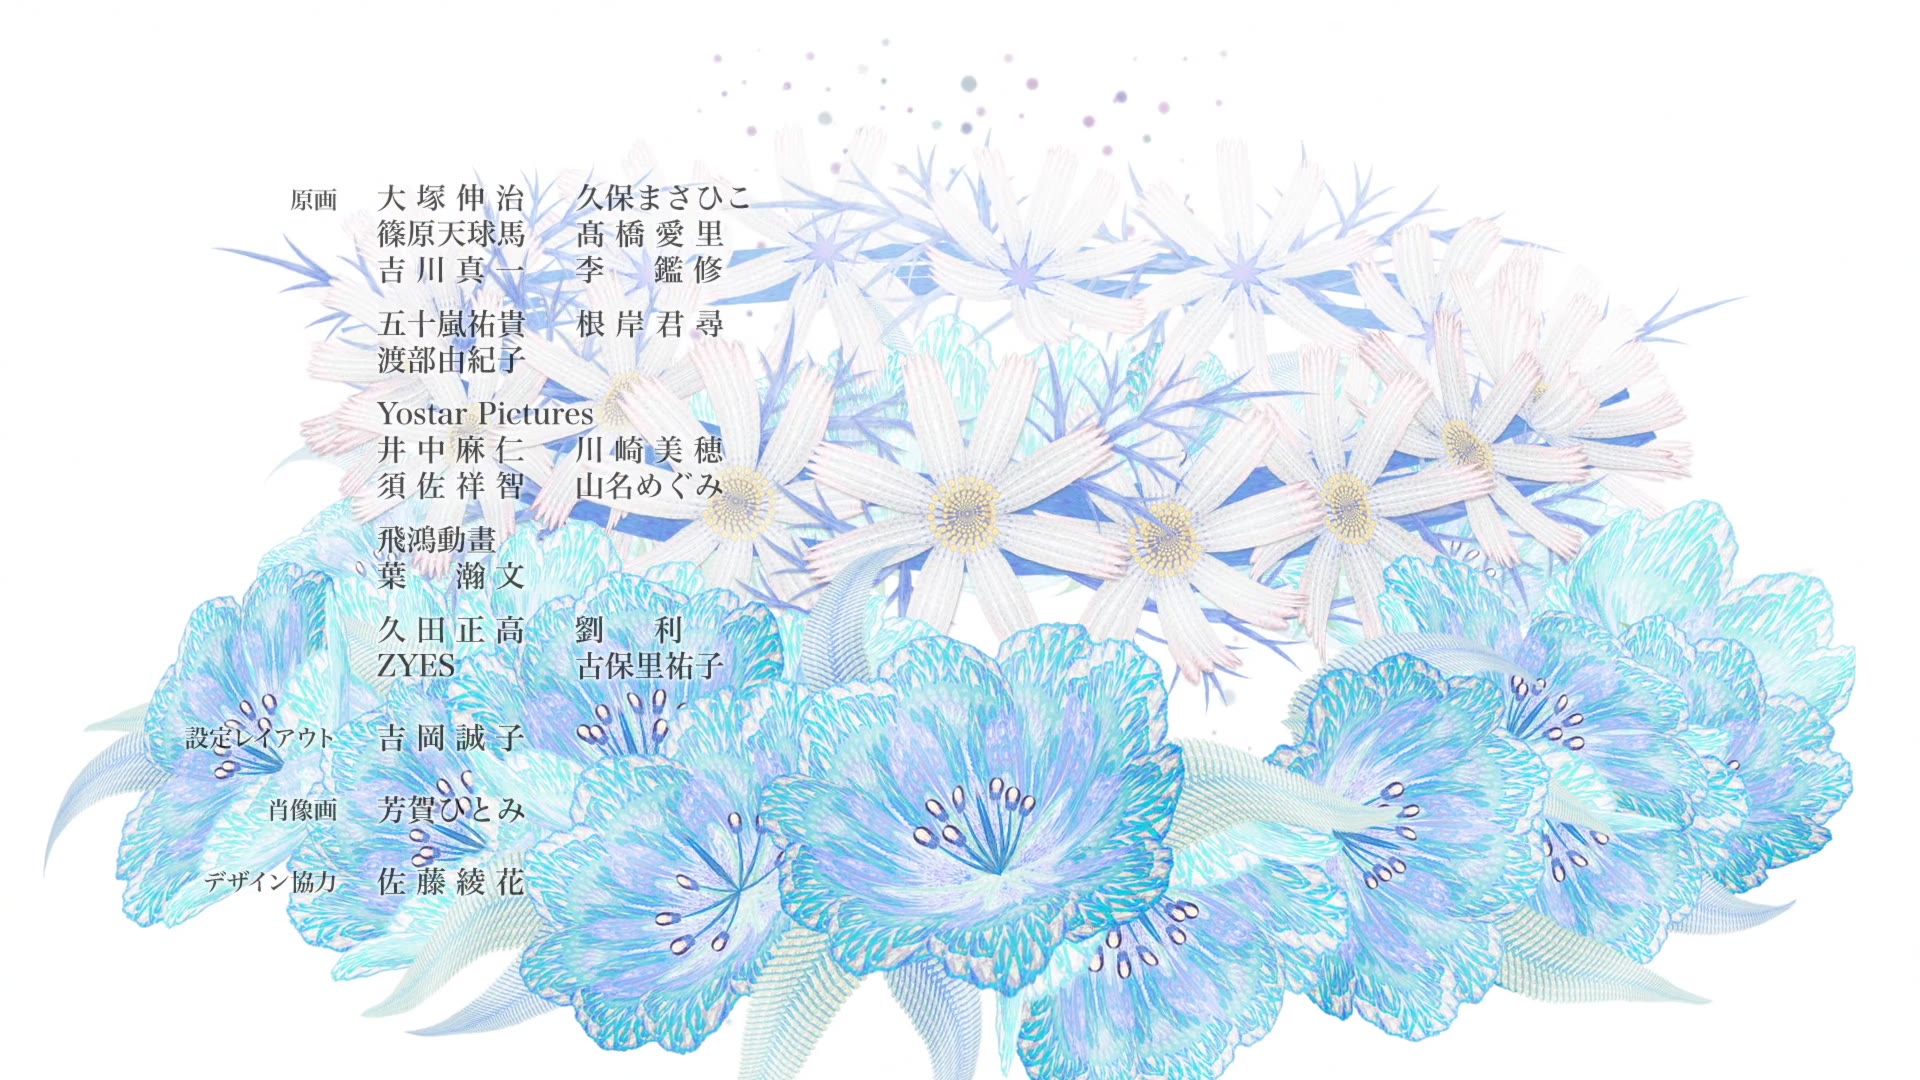 原画 大塚伸治 久保まさひこ
篠原天球馬 髙橋愛里
吉川真一 李鑑修
五十嵐祐貴 根岸君尋
渡部由紀子
Yostar Pictures
井中麻仁 川崎美穂
須佐祥智 山名めぐみ
飛鴻動畫
葉瀚文
久田正高 劉利
ZYES 古保里祐子
設定レイアウト 吉岡誠子
肖像画 芳賀ひとみ
デザイン協力 佐藤綾花